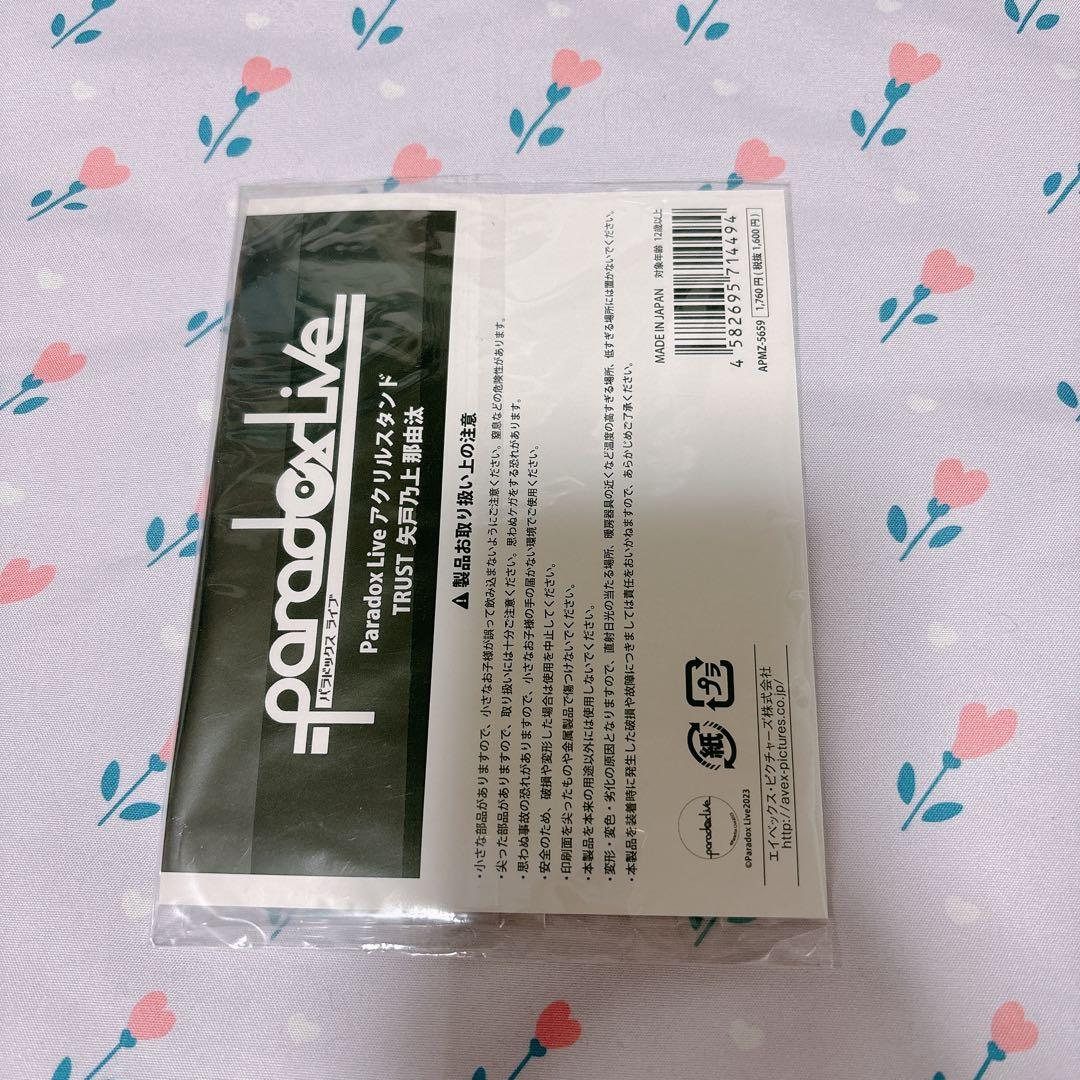 paradoxLive
パラドックス ライブ
Paradox Live アクリルスタンド
TRUST 矢戸乃上 那由汰
⚠製品お取り扱い上の注意
・小さな部品がありますので、小さなお子様が誤って飲み込まないようにご注意ください。窒息などの危険性があります。
・尖った部品がありますので、取り扱いには十分ご注意ください。思わぬケガをする恐れがあります。
・思わぬ事故の恐れがありますので、小さなお子様の手の届かない環境でご使用ください。
・安全のため、破損や変形した場合は使用を中止してください。
・印刷面を尖ったものや金属製品で傷つけないでください。
・本製品を本来の用途以外には使用しないでください。
・変形・変色・劣化の原因となりますので、直射日光の当たる場所、暖房器具の近くなど温度の高すぎる場所、低すぎる場所には置かないでください。
・本製品を装着時に発生した破損や故障につきましては責任をおいかねますので、あらかじめご了承ください。
MADE IN JAPAN 対象年齢 12歳以上
4 582695 714494
APMZ-5659 1,760円(税抜 1,600円)
紙
プラ
paradoxLive
©Paradox Live2023
エイベックス・ピクチャーズ株式会社
http://avex-pictures.co.jp/